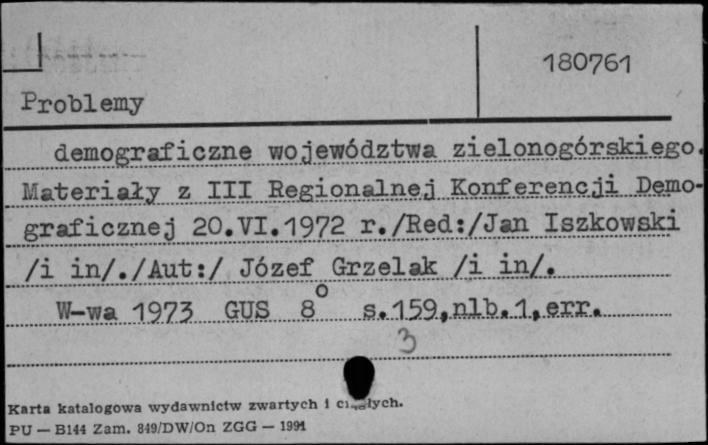 180761
Problemy
demograficzne województwa zielonogórskiego.
Materiały z III Regionalnej Konferencji Demo-
graficznej 20.VI.1972 r./Red:/Jan Iszkowski
/i in/./Aut:/ Józef Grzelak /i in/.
W-wa 1973 GUS 8° s.159,nlb.1,err.
3
Karta katalogowa wydawnictw zwartych i
PU — B144 Zam. 849/DW/On ZGG — 1991